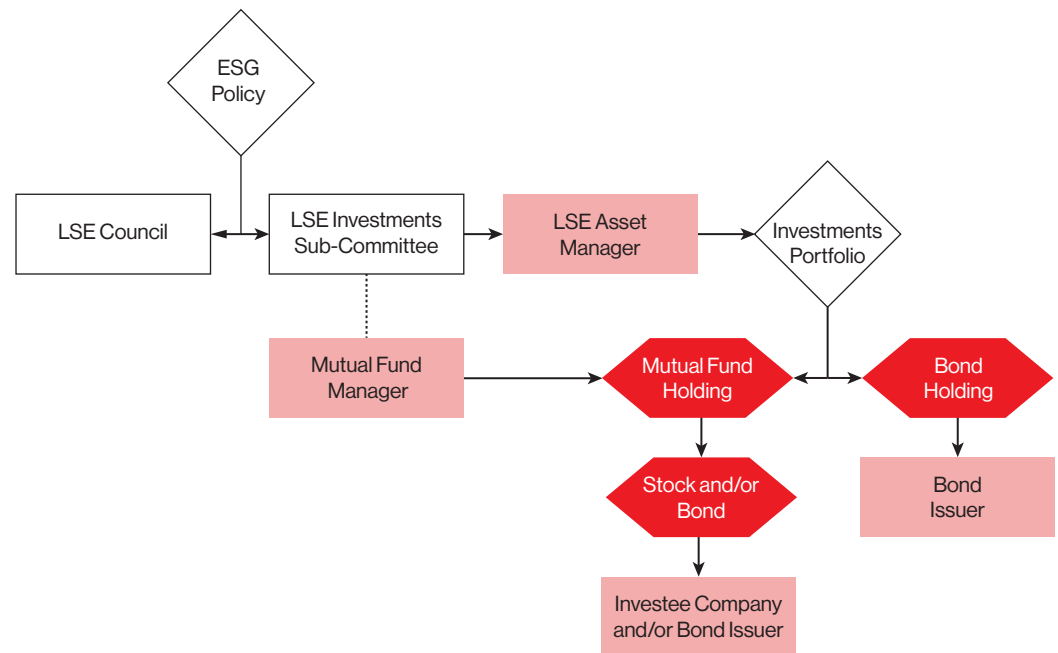 ESG
Policy
LSE Council
LSE Investments
Sub-Committee
LSE Asset
Manager
Investments
Portfolio
Mutual Fund
Manager
Mutual Fund
Holding
Bond
Holding
Stock and/or
Bond
Bond
Issuer
Investee Company
and/or Bond Issuer